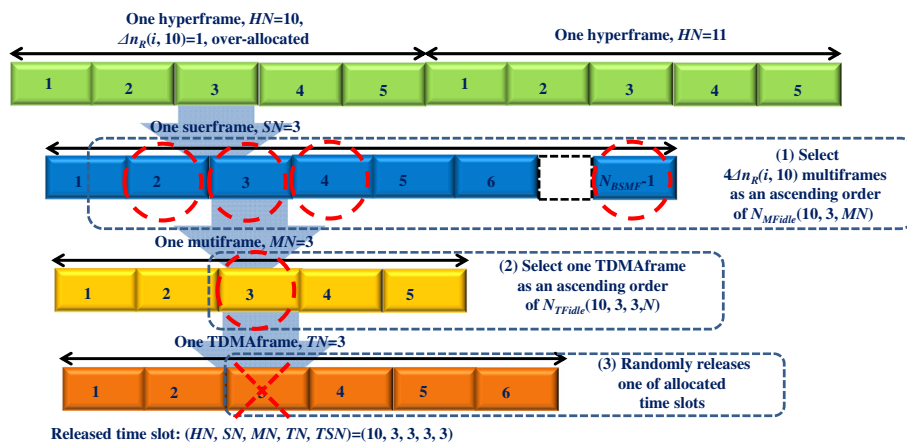 One hyperframe, HN=10,
Δn_R(i, 10)=1, over-allocated
One hyperframe, HN=11
1 2 3 4 5 1 2 3 4 5
One suerframe, SN=3
1 2 3 4 5 6 N_BSMF-1
(1) Select
4Δn_R(i, 10) multiframes
as an ascending order
of N_MFidle(10, 3, MN)
One mutiframe, MN=3
1 2 3 4 5
(2) Select one TDMAframe
as an ascending order
of N_TFidle(10, 3, 3,N)
One TDMAframe, TN=3
1 2 3 4 5 6
(3) Randomly releases
one of allocated
time slots
Released time slot: (HN, SN, MN, TN, TSN)=(10, 3, 3, 3, 3)